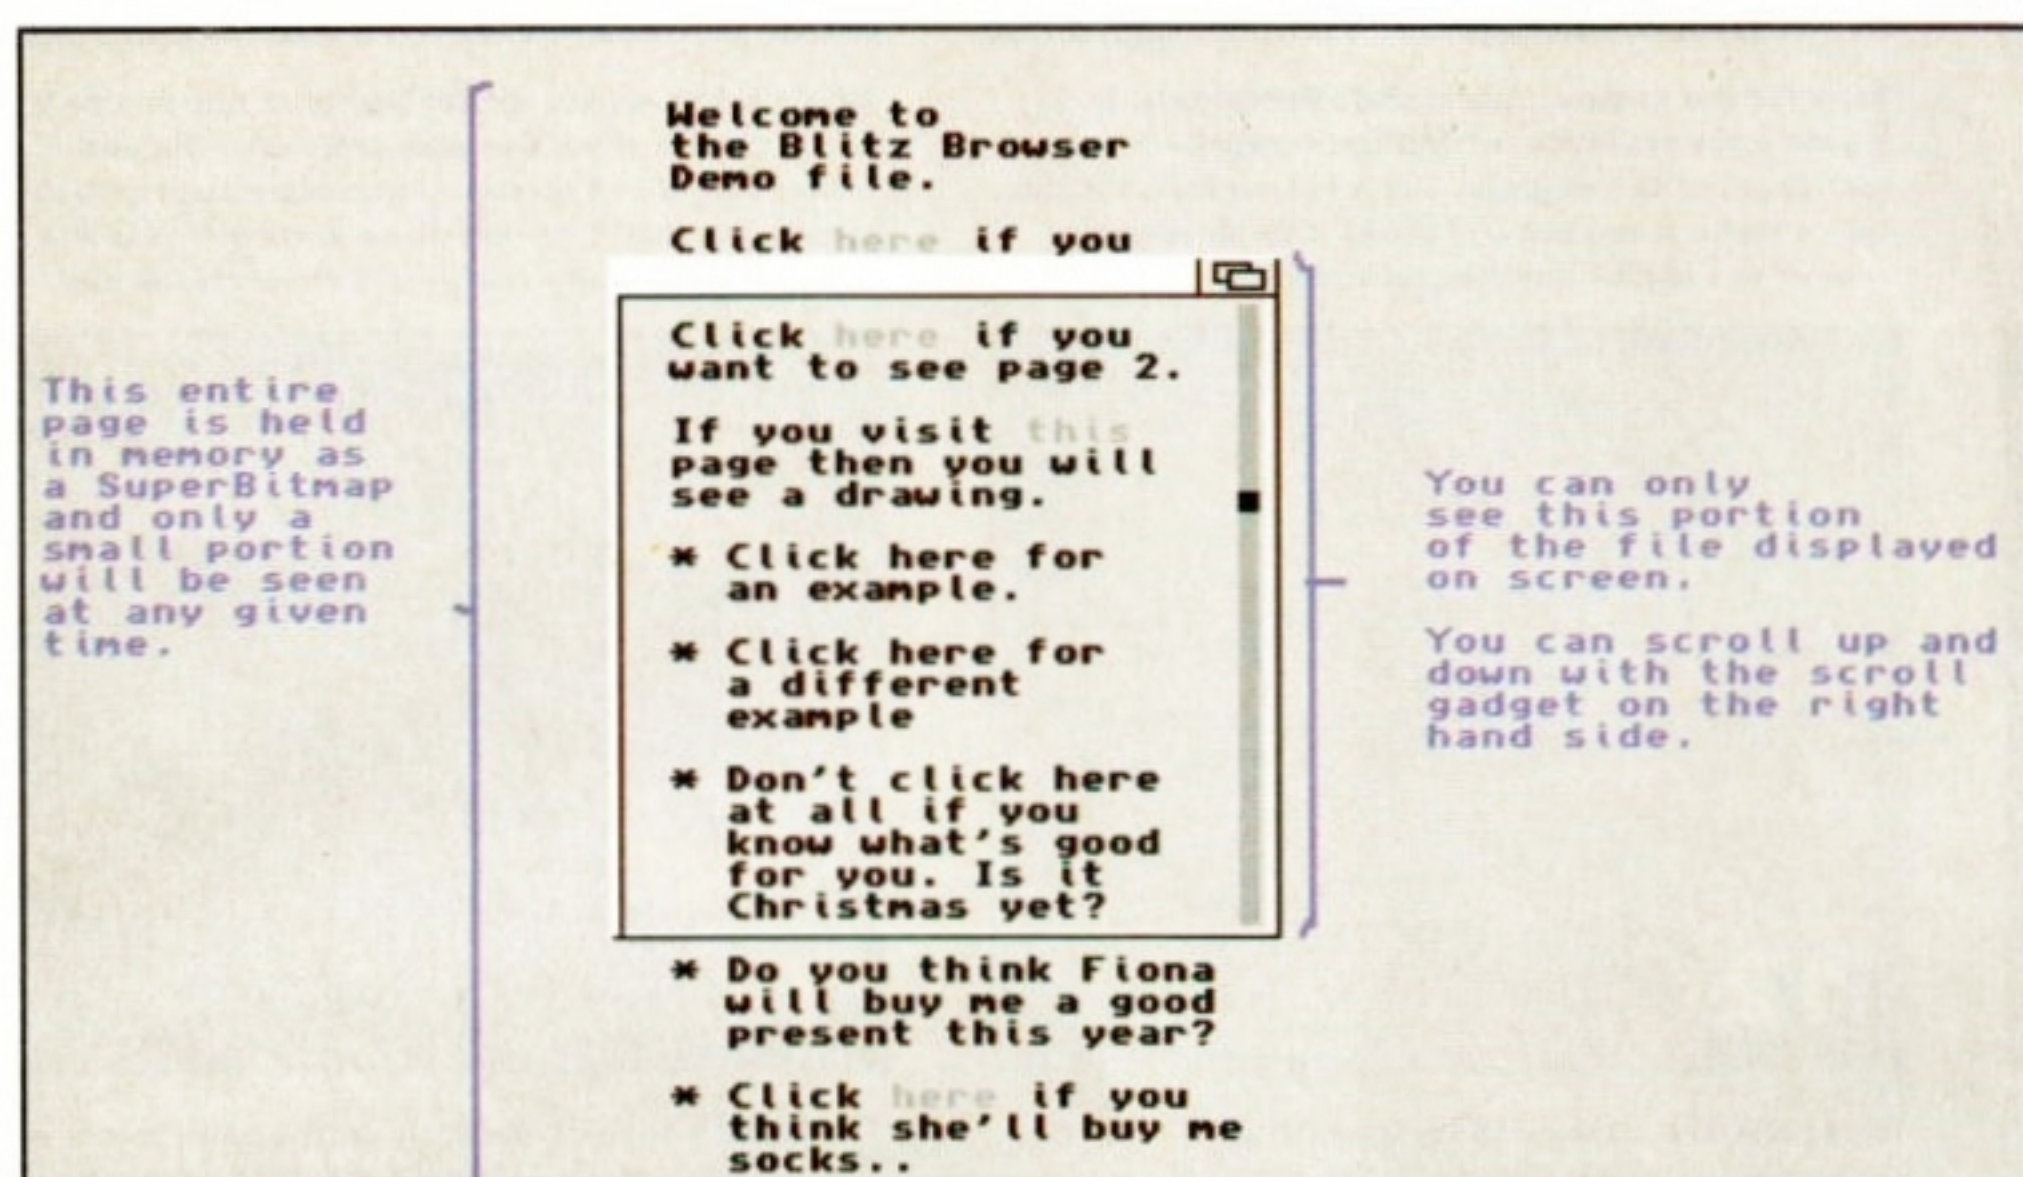 Welcome to
the Blitz Browser
Demo file.
Click here if you
Click here if you
want to see page 2.
If you visit this
page then you will
see a drawing.
* Click here for
an example.
* Click here for
a different
example
* Don't click here
at all if you
know what's good
for you. Is it
Christmas yet?
* Do you think Fiona
will buy me a good
present this year?
* Click here if you
think she'll buy me
socks..
This entire
page is held
in memory as
a SuperBitmap
and only a
small portion
will be seen
at any given
time.
You can only
see this portion
of the file displayed
on screen.
You can scroll up and
down with the scroll
gadget on the right
hand side.